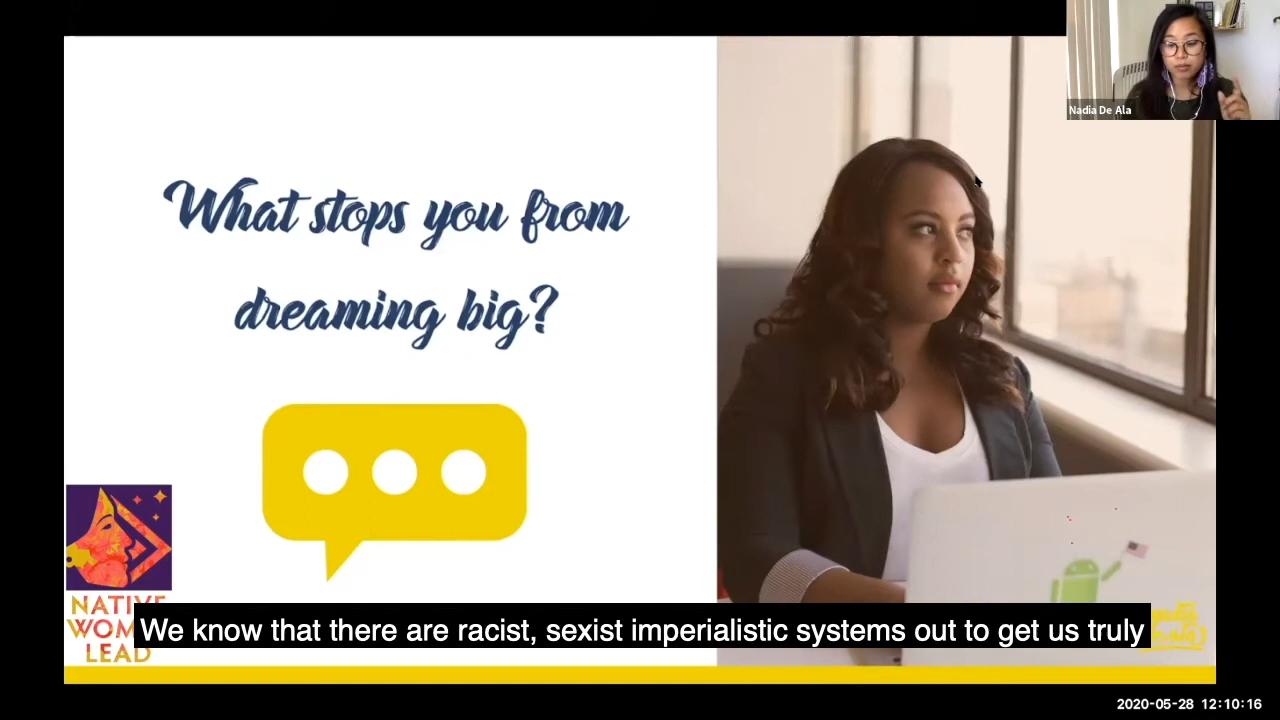 Nadia De Ala
What stops you from
dreaming big?
NATIVE
WOM
LEAD
We know that there are racist, sexist imperialistic systems out to get us truly
2020-05-28 12:10:16